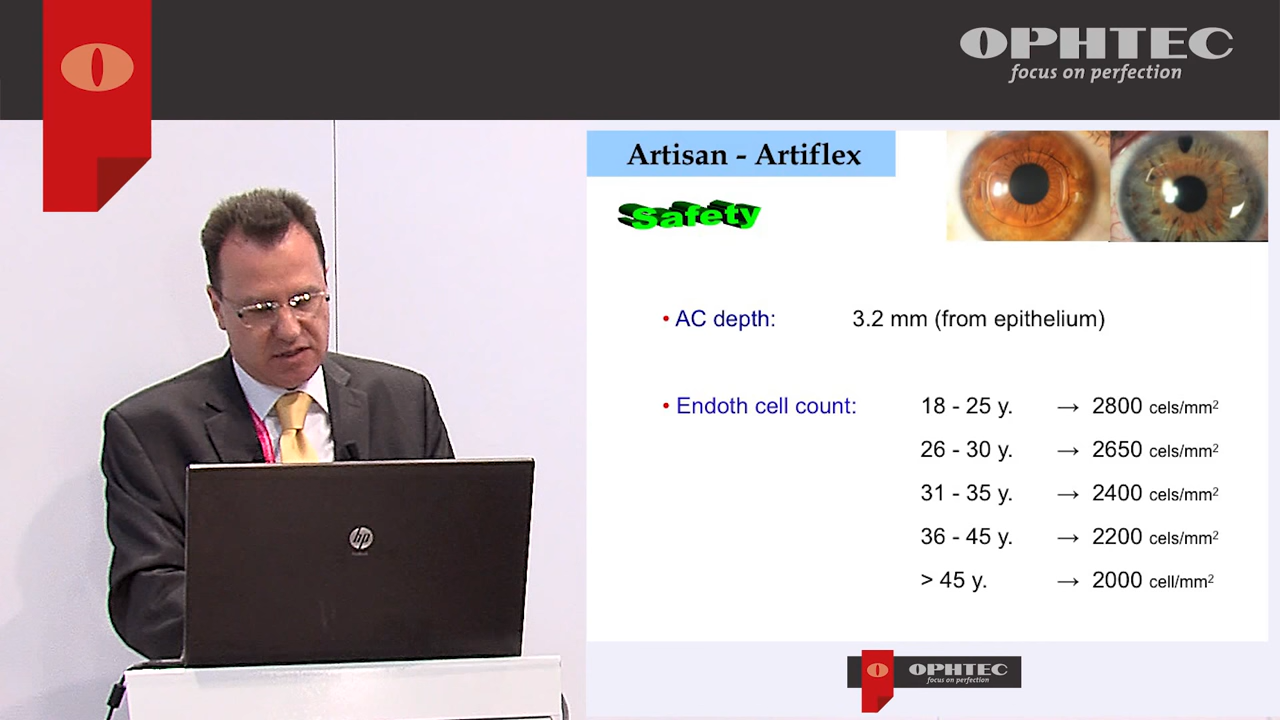 OPHTEC
focus on perfection
Artisan - Artiflex
Safety
• AC depth: 3.2 mm (from epithelium)
• Endoth cell count: 18 - 25 y. → 2800 cels/mm²
26 - 30 y. → 2650 cels/mm²
31 - 35 y. → 2400 cels/mm²
36 - 45 y. → 2200 cels/mm²
> 45 y. → 2000 cell/mm²
hp
OPHTEC
focus on perfection